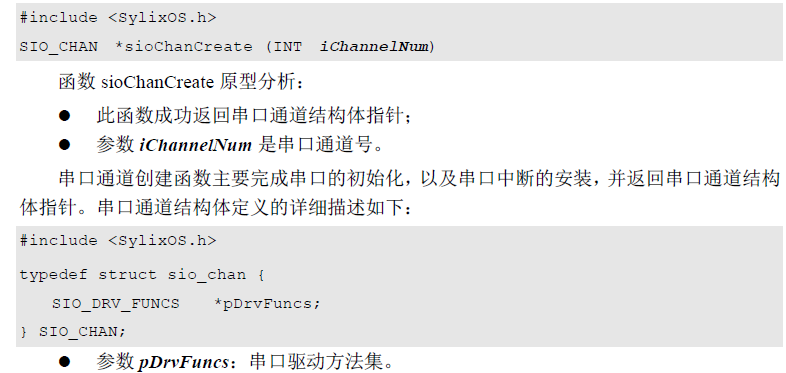 #include <SylixOS.h>
SIO_CHAN *sioChanCreate (INT iChannelNum)
函数 sioChanCreate 原型分析：
● 此函数成功返回串口通道结构体指针；
● 参数 iChannelNum 是串口通道号。
串口通道创建函数主要完成串口的初始化，以及串口中断的安装，并返回串口通道结构
体指针。串口通道结构体定义的详细描述如下：
#include <SylixOS.h>
typedef struct sio_chan {
SIO_DRV_FUNCS *pDrvFuncs;
} SIO_CHAN;
● 参数 pDrvFuncs：串口驱动方法集。